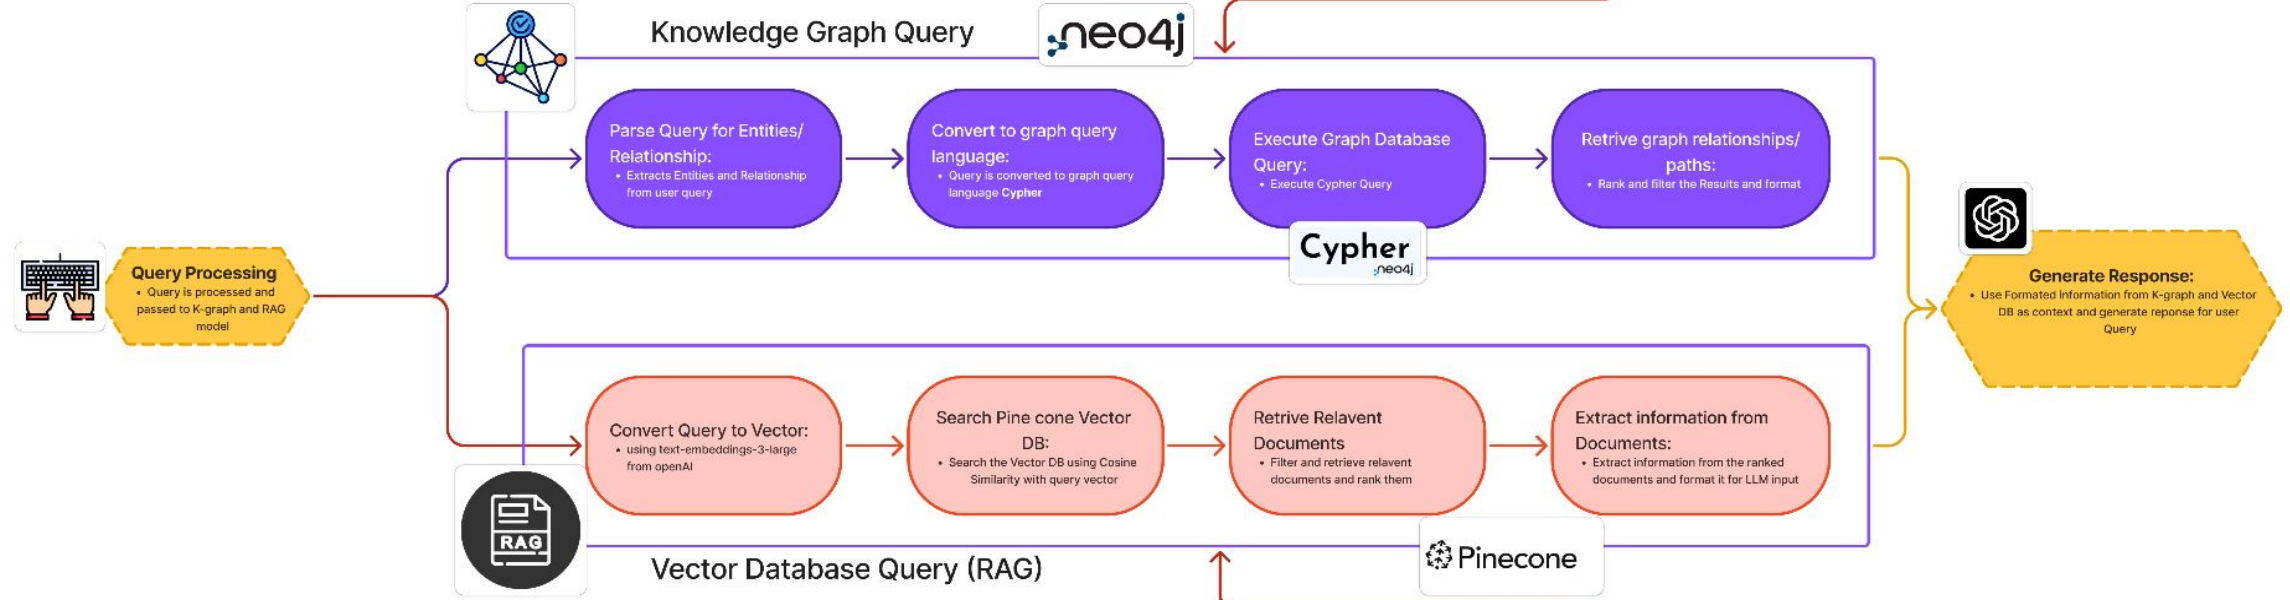 Knowledge Graph Query
neo4j
Parse Query for Entities/
Relationship:
• Extracts Entities and Relationship
from user query
Convert to graph query
language:
• Query is converted to graph query
language Cypher
Execute Graph Database
Query:
• Execute Cypher Query
Retrive graph relationships/
paths:
• Rank and filter the Results and format
Cypher
neo4j
Query Processing
• Query is processed and
passed to K-graph and RAG
model
Generate Response:
• Use Formated information from K-graph and Vector
DB as context and generate reponse for user
Query
Convert Query to Vector:
• using text-embeddings-3-large
from openAI
Search Pine cone Vector
DB:
• Search the Vector DB using Cosine
Similarity with query vector
Retrive Relavent
Documents
• Filter and retrieve relavent
documents and rank them
Extract information from
Documents:
• Extract information from the ranked
documents and format it for LLM input
RAG
Vector Database Query (RAG)
Pinecone